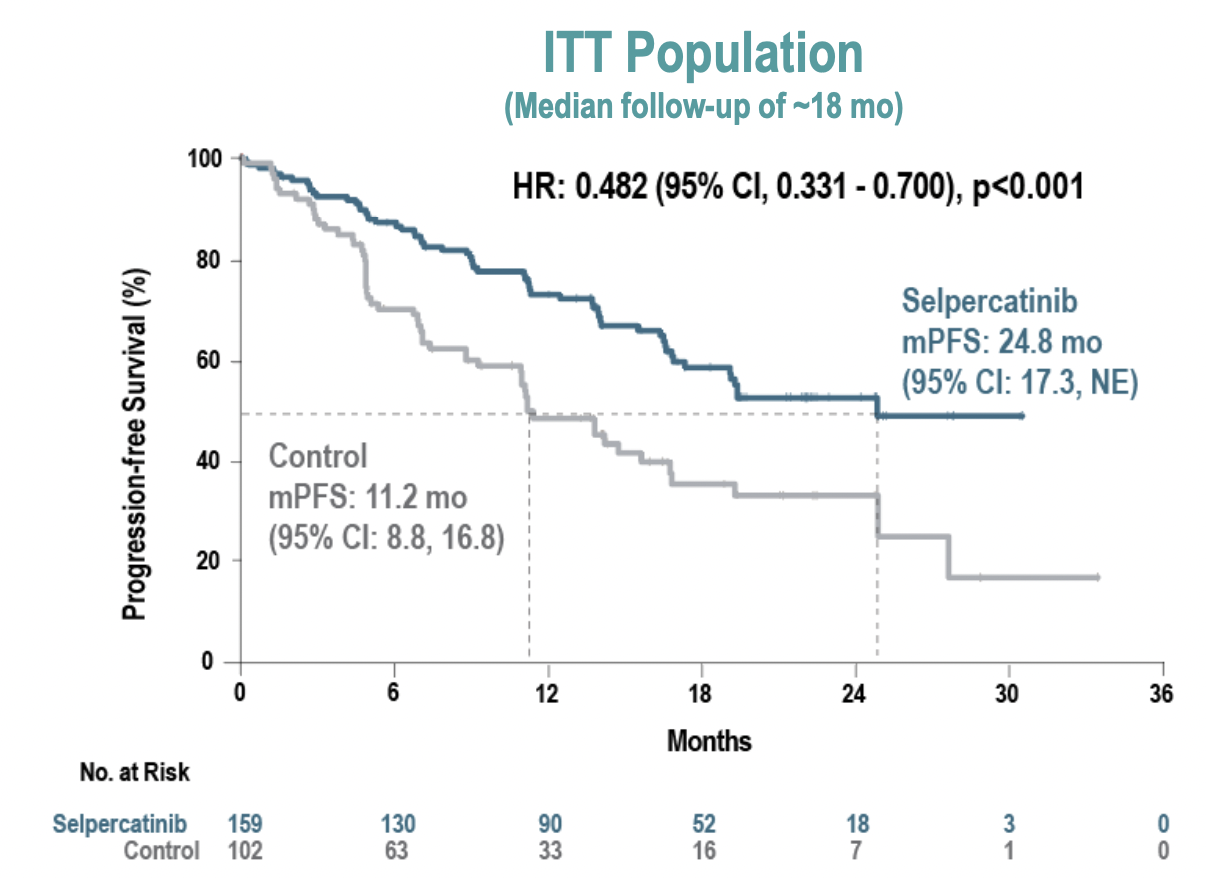 ITT Population
(Median follow-up of ~18 mo)
HR: 0.482 (95% CI, 0.331 - 0.700), p<0.001
Progression-free Survival (%)
100
80
60
40
20
0
Selpercatinib
mPFS: 24.8 mo
(95% CI: 17.3, NE)
Control
mPFS: 11.2 mo
(95% CI: 8.8, 16.8)
0 6 12 18 24 30 36
Months
No. at Risk
Selpercatinib 159 130 90 52 18 3 0
Control 102 63 33 16 7 1 0